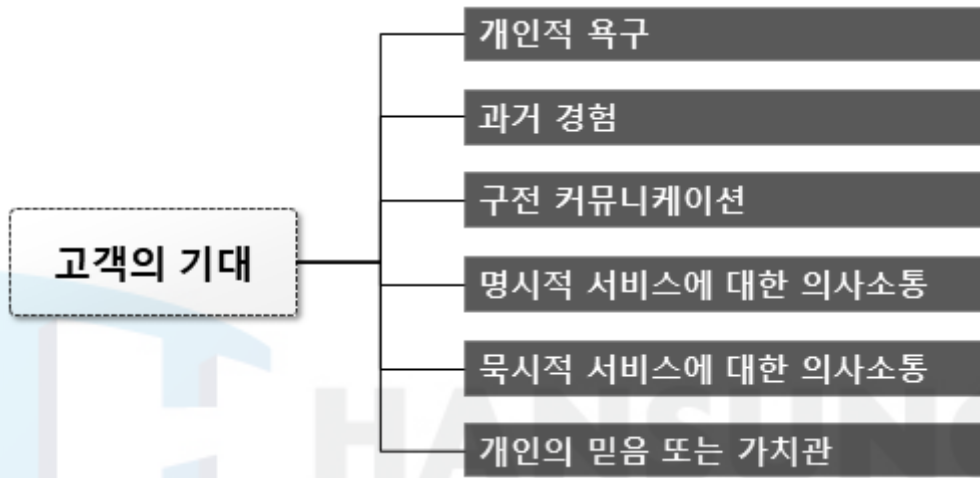 개인적 욕구
과거 경험
구전 커뮤니케이션
고객의 기대
명시적 서비스에 대한 의사소통
묵시적 서비스에 대한 의사소통
개인의 믿음 또는 가치관
HANSUNG